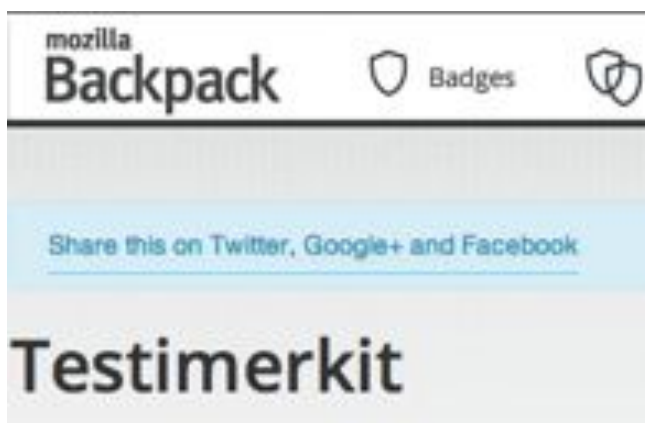 mozilla
Backpack
Badges
Share this on Twitter, Google+ and Facebook
Testimerkit